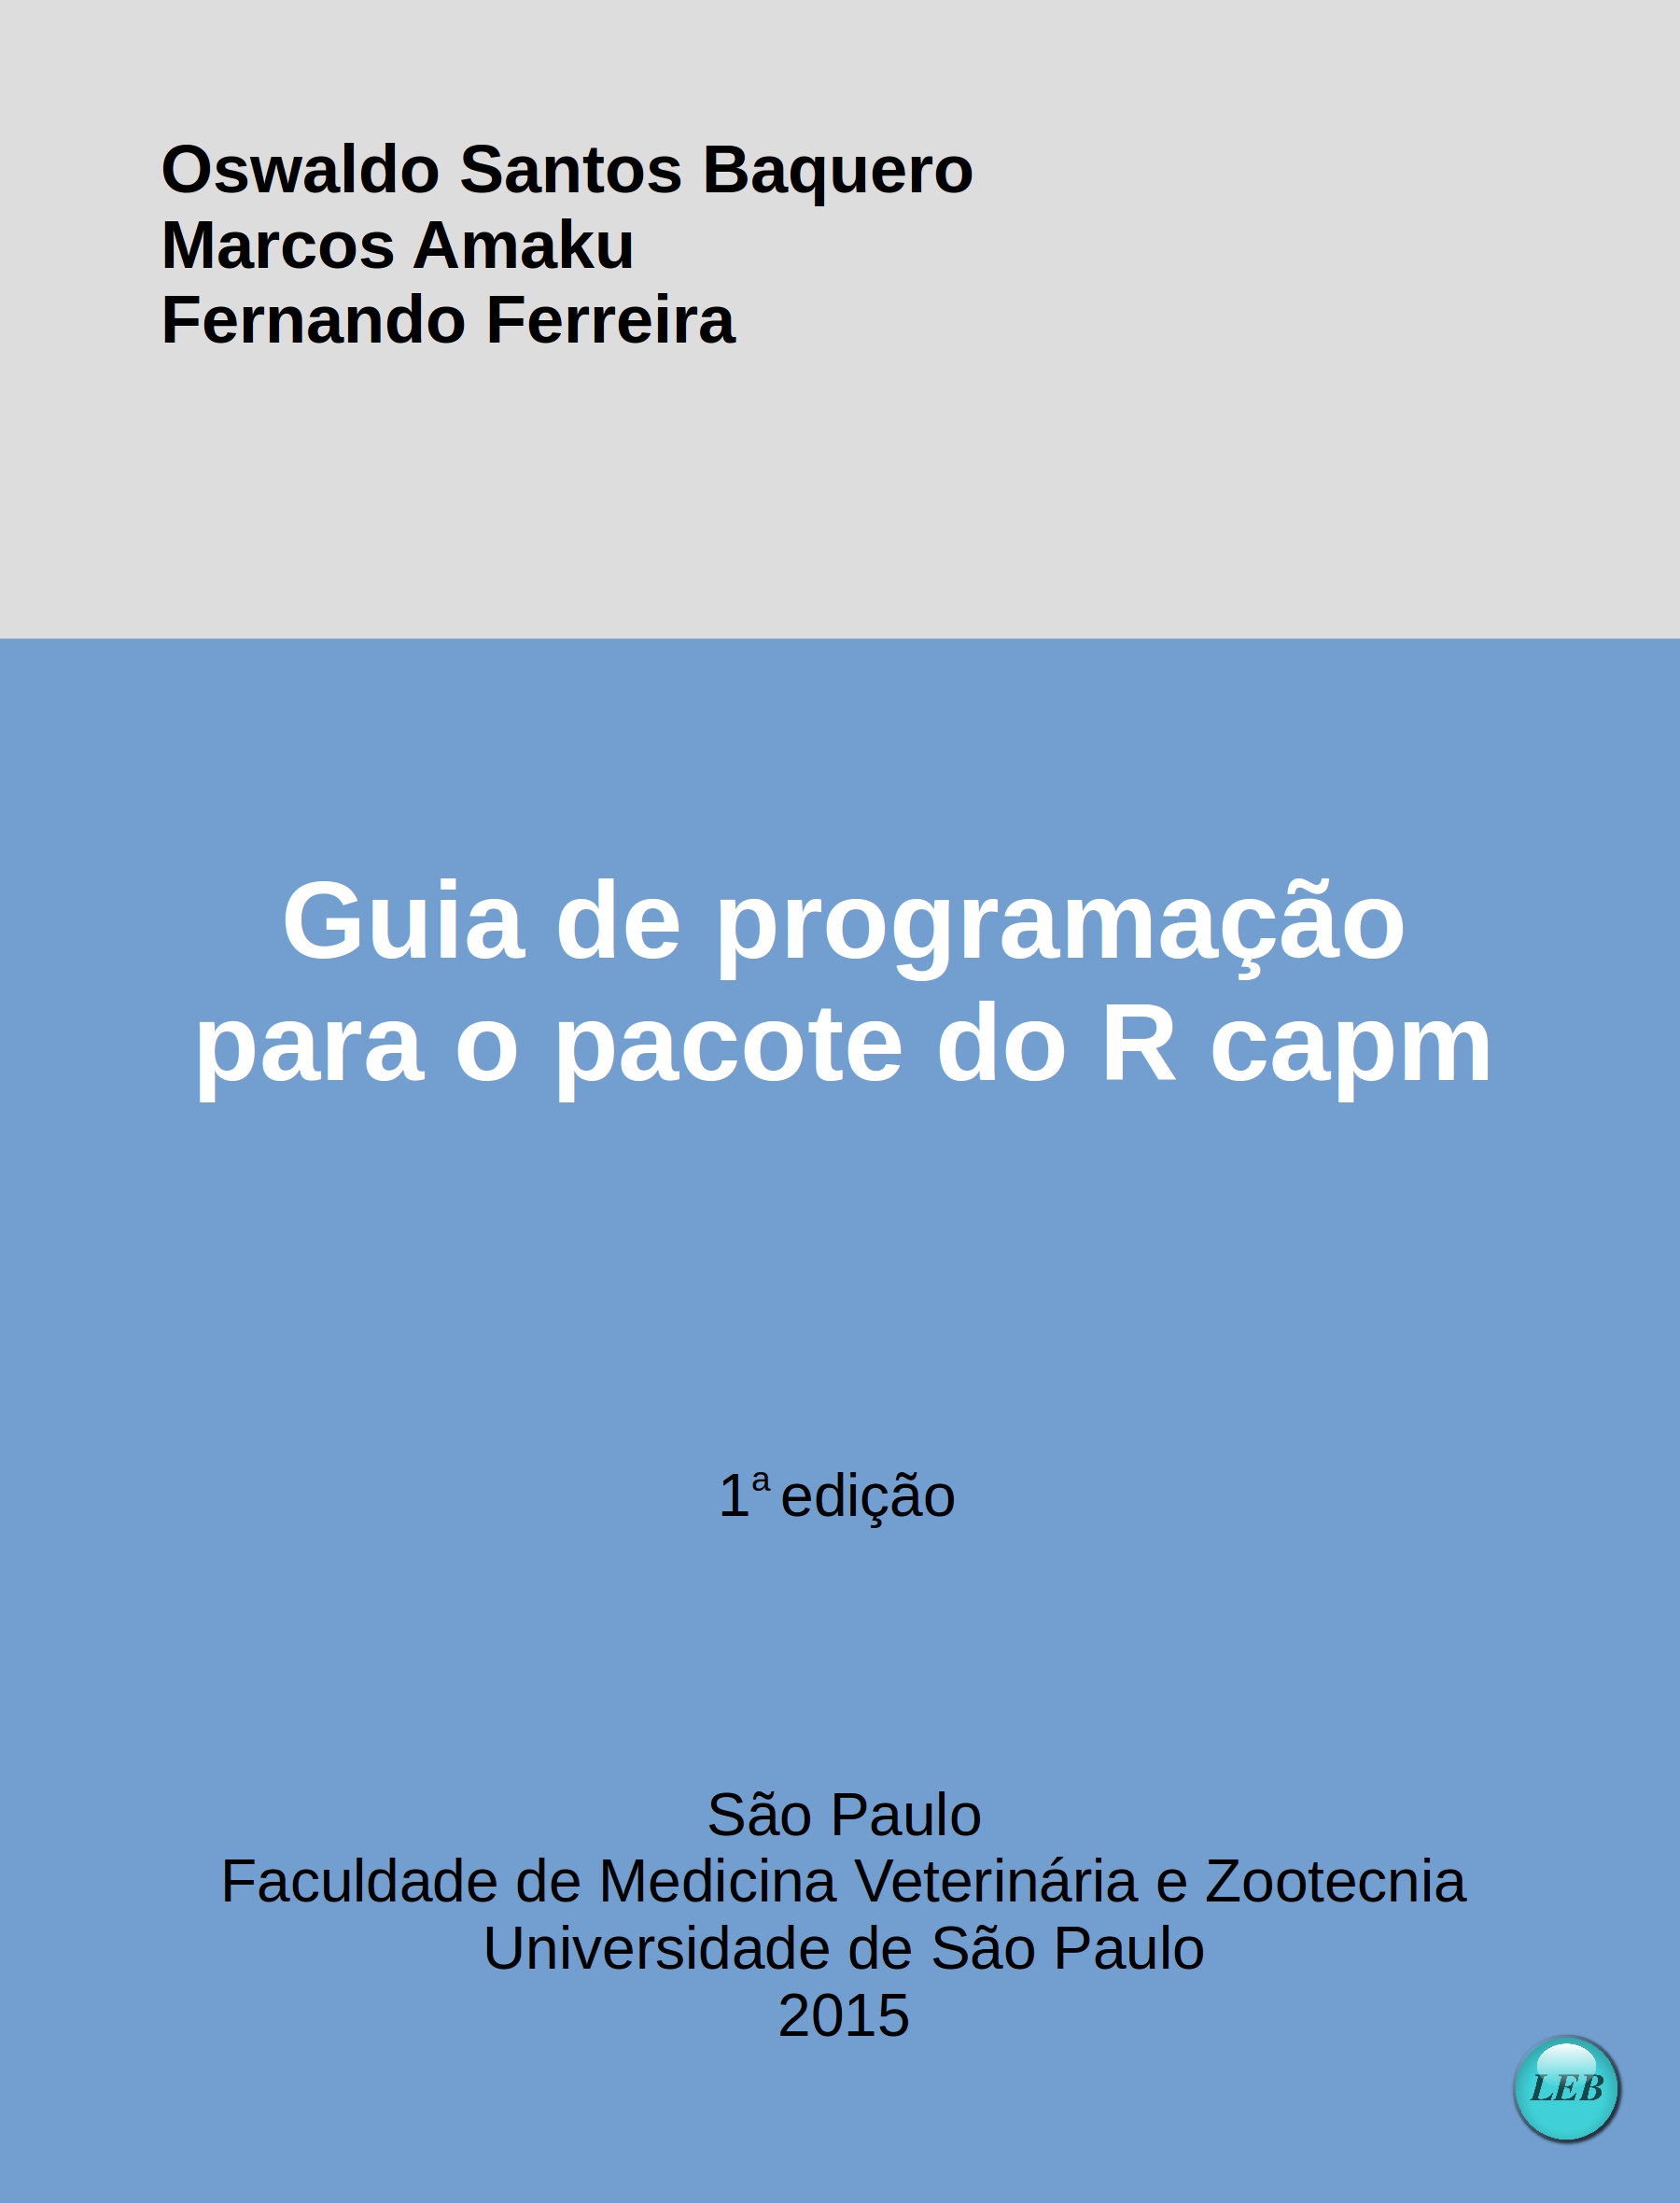 Oswaldo Santos Baquero
Marcos Amaku
Fernando Ferreira
Guia de programação
para o pacote do R capm
1ª edição
São Paulo
Faculdade de Medicina Veterinária e Zootecnia
Universidade de São Paulo
2015
LEB